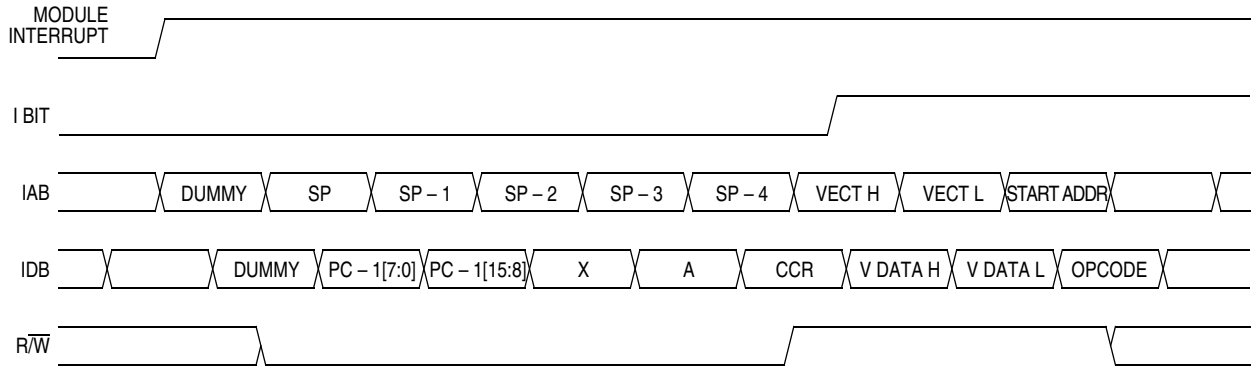 MODULE
INTERRUPT
I BIT
IAB DUMMY SP SP – 1 SP – 2 SP – 3 SP – 4 VECT H VECT L START ADDR
IDB DUMMY PC – 1[7:0] PC – 1[15:8] X A CCR V DATA H V DATA L OPCODE
R/W̅